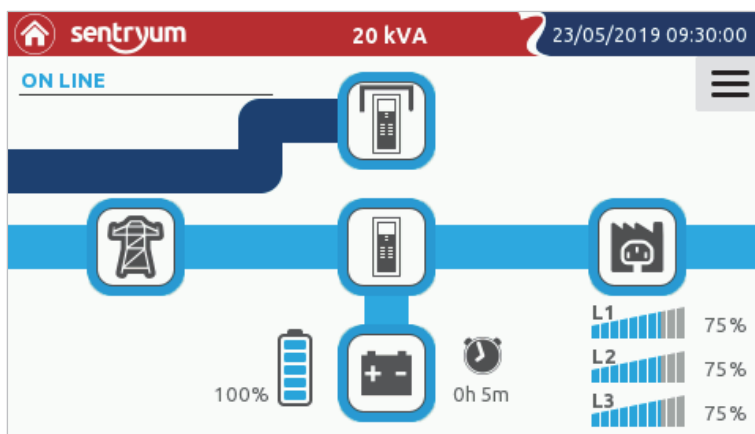 sentryum 20 kVA 23/05/2019 09:30:00
ON LINE
L1 75%
L2 75%
100% 0h 5m
L3 75%